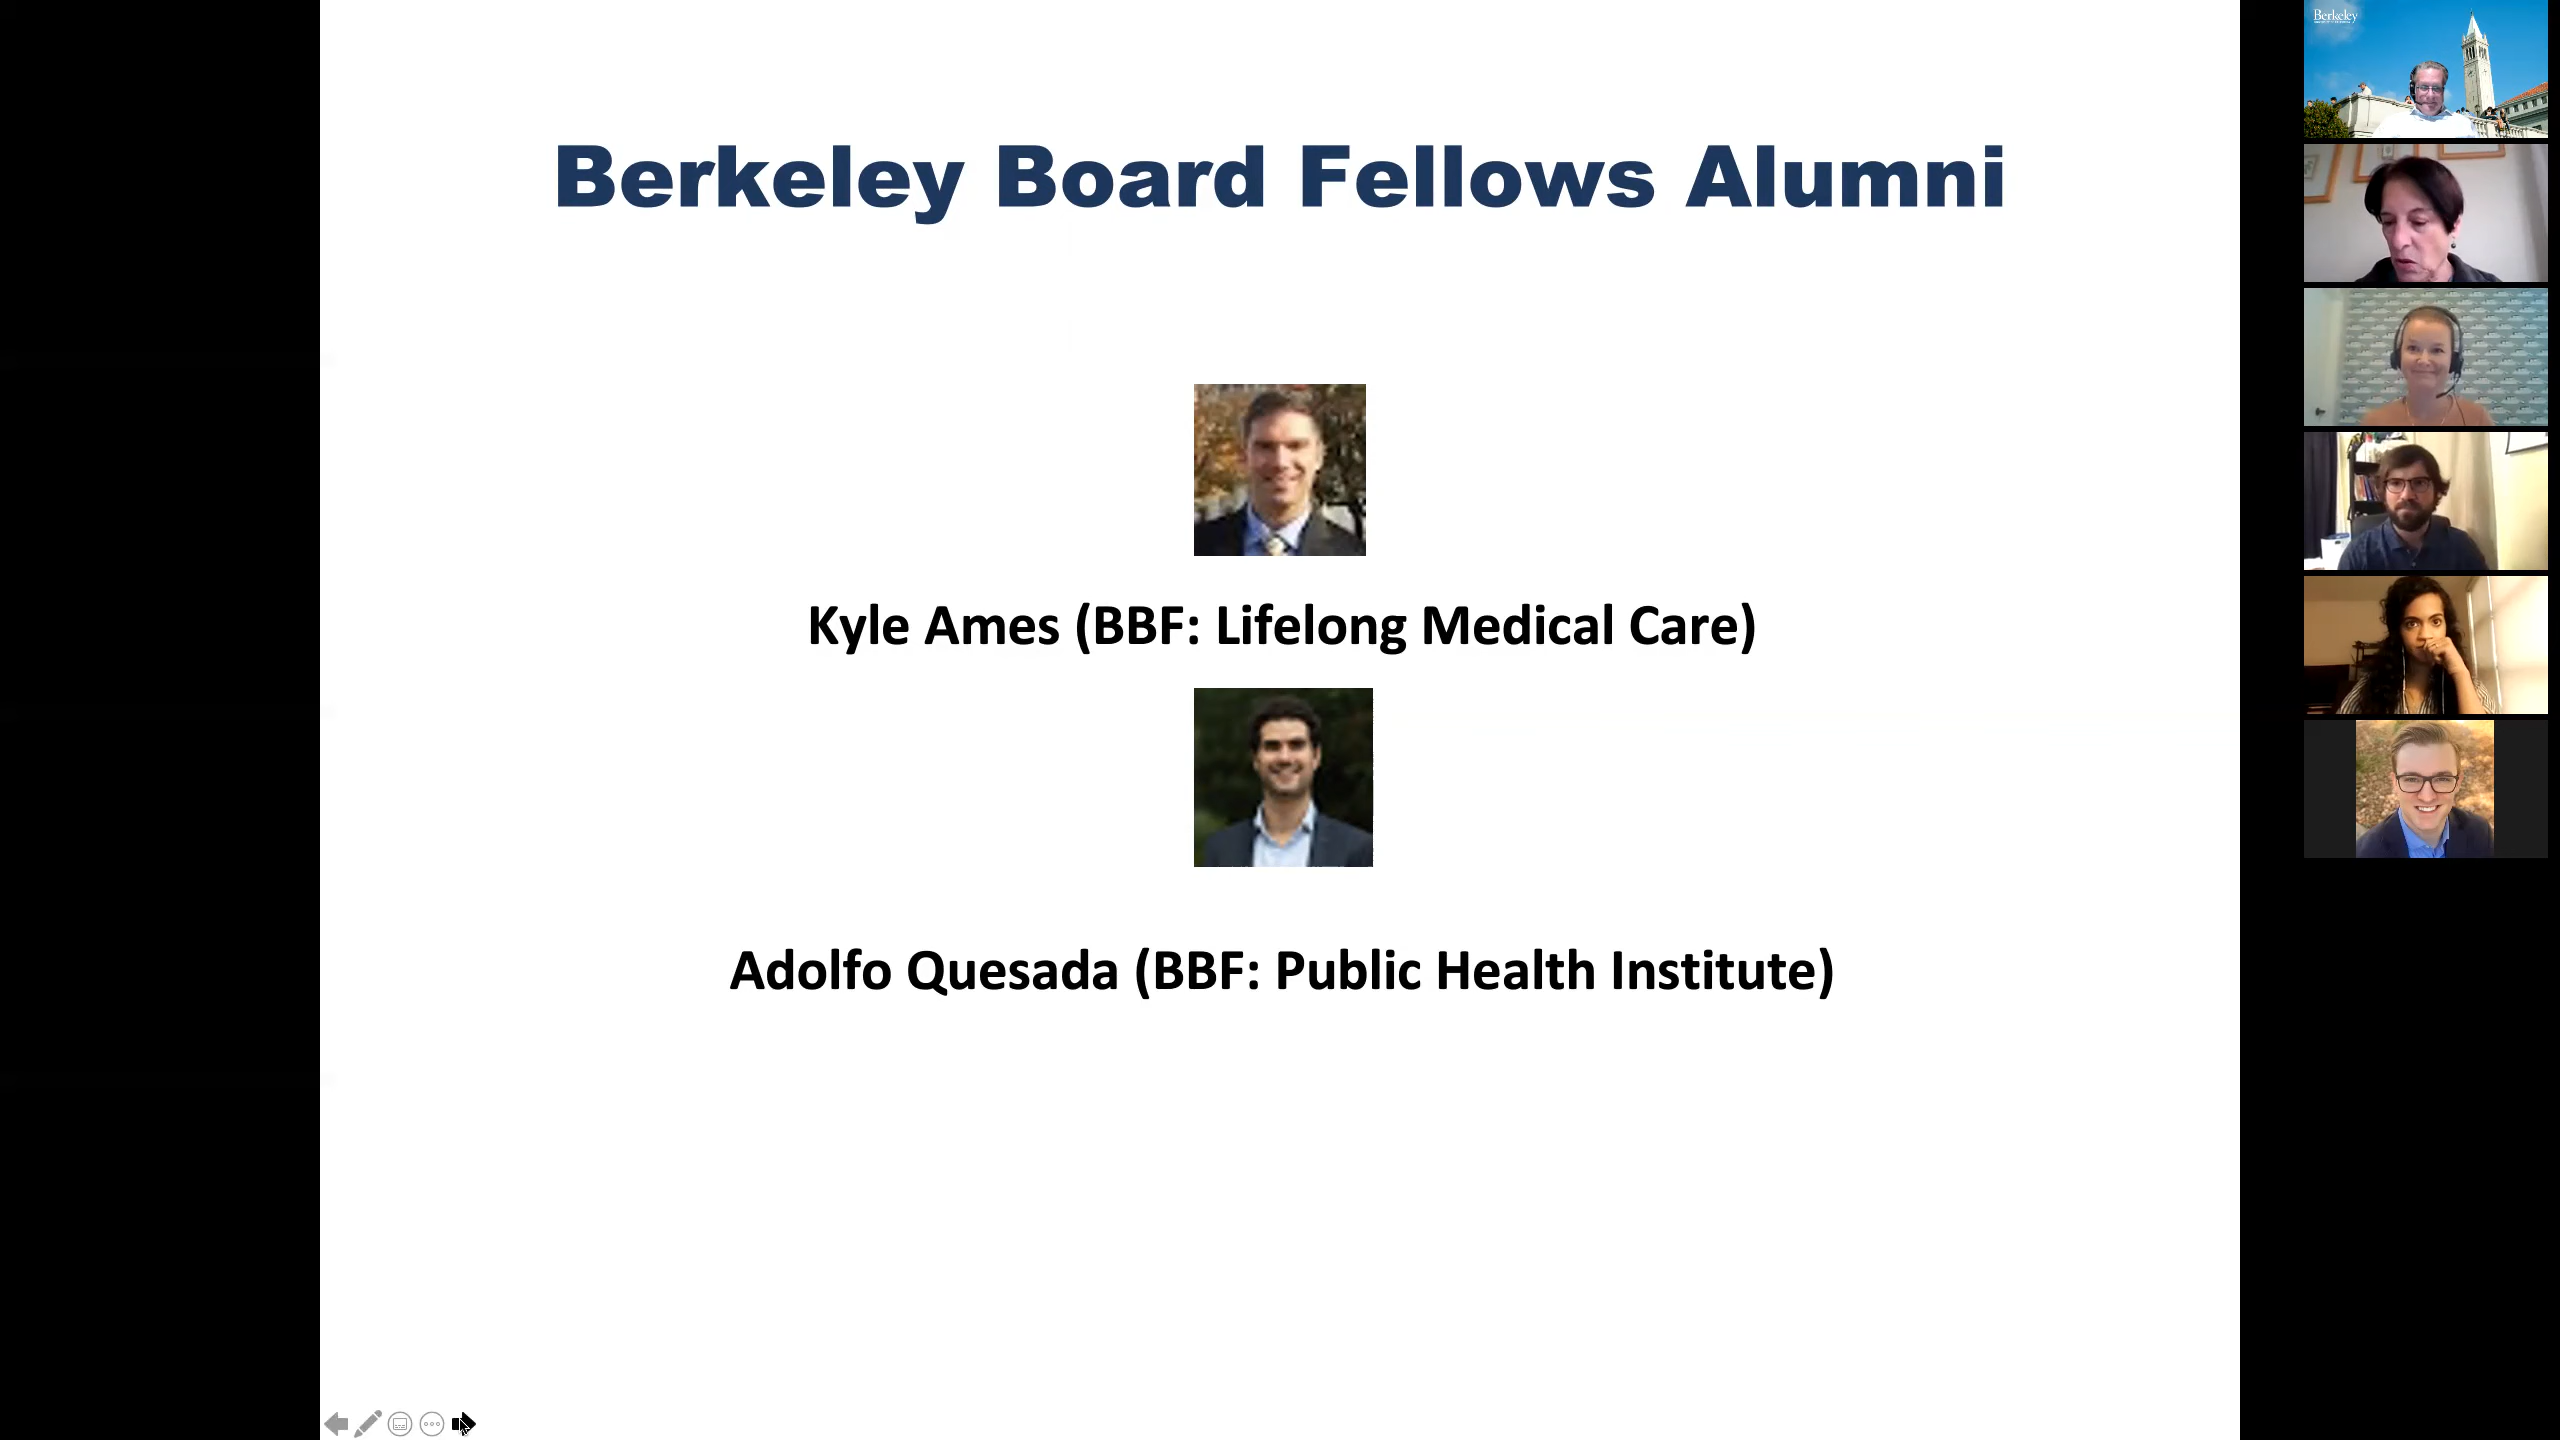 Berkeley Board Fellows Alumni
Kyle Ames (BBF: Lifelong Medical Care)
Adolfo Quesada (BBF: Public Health Institute)
Berkeley